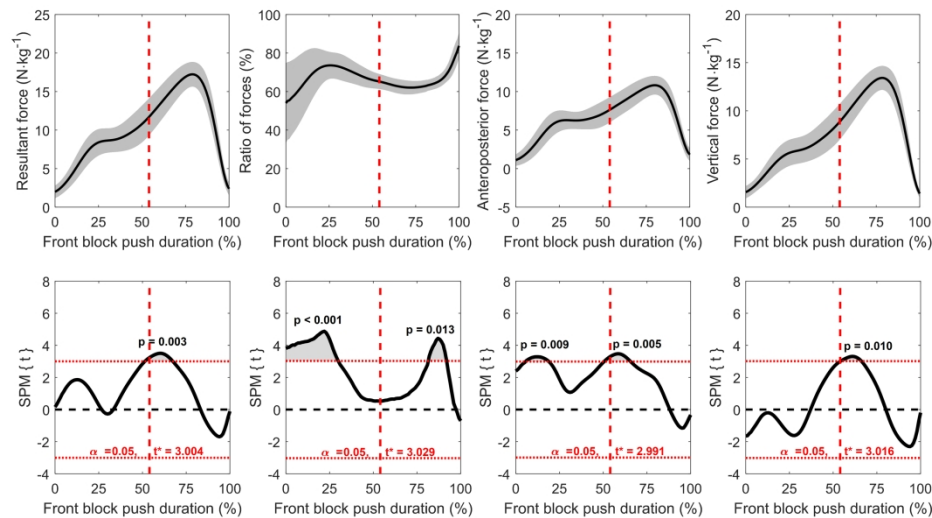 Resultant force (N·kg⁻¹)
25
20
15
10
5
0
0 25 50 75 100
Front block push duration (%)
Ratio of forces (%)
100
80
60
40
20
0
0 25 50 75 100
Front block push duration (%)
Anteroposterior force (N·kg⁻¹)
20
15
10
5
0
-5
0 25 50 75 100
Front block push duration (%)
Vertical force (N·kg⁻¹)
20
15
10
5
0
0 25 50 75 100
Front block push duration (%)
SPM { t }
8
6
4
2
0
-2
-4
p = 0.003
α =0.05, t* = 3.004
0 25 50 75 100
Front block push duration (%)
SPM { t }
8
6
4
2
0
-2
-4
p < 0.001
p = 0.013
α =0.05, t* = 3.029
0 25 50 75 100
Front block push duration (%)
SPM { t }
8
6
4
2
0
-2
-4
p = 0.009
p = 0.005
α =0.05, t* = 2.991
0 25 50 75 100
Front block push duration (%)
SPM { t }
8
6
4
2
0
-2
-4
p = 0.010
α =0.05, t* = 3.016
0 25 50 75 100
Front block push duration (%)